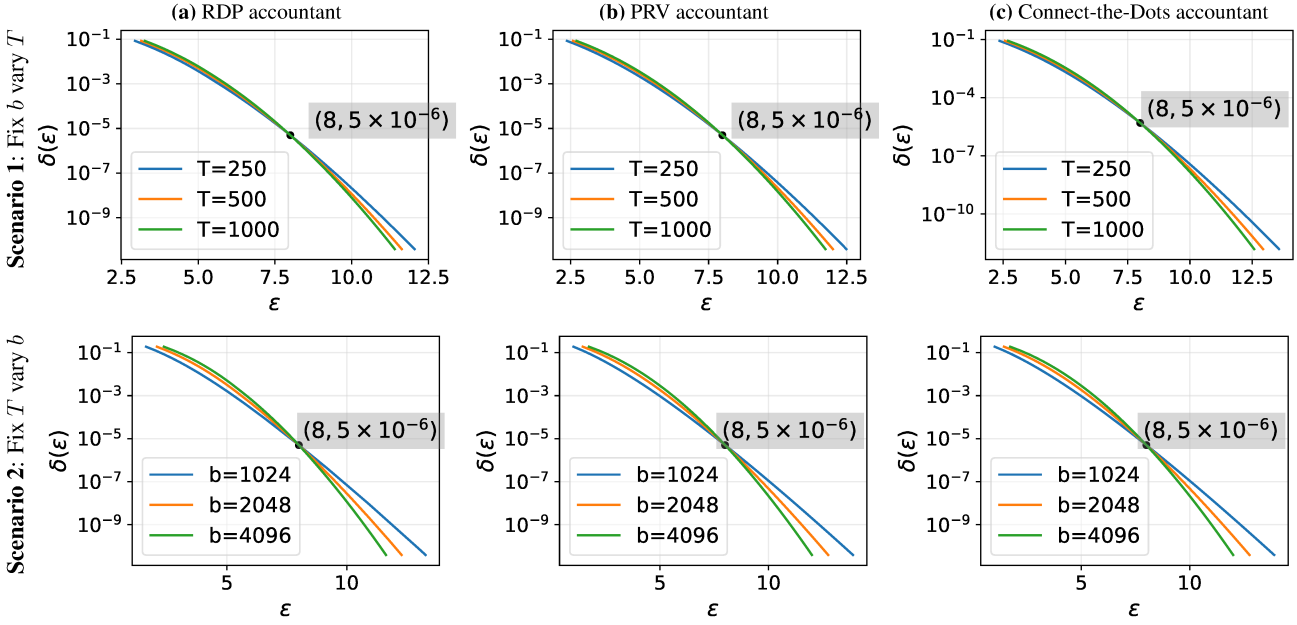 (a) RDP accountant
(b) PRV accountant
(c) Connect-the-Dots accountant
Scenario 1: Fix b vary T
δ(ε)
10⁻¹
10⁻³
10⁻⁵
10⁻⁷
10⁻⁹
(8, 5 × 10⁻⁶)
T=250
T=500
T=1000
2.5 5.0 7.5 10.0 12.5
ε
δ(ε)
10⁻¹
10⁻³
10⁻⁵
10⁻⁷
10⁻⁹
(8, 5 × 10⁻⁶)
T=250
T=500
T=1000
2.5 5.0 7.5 10.0 12.5
ε
δ(ε)
10⁻¹
10⁻⁴
10⁻⁷
10⁻¹⁰
(8, 5 × 10⁻⁶)
T=250
T=500
T=1000
2.5 5.0 7.5 10.0 12.5
ε
Scenario 2: Fix T vary b
δ(ε)
10⁻¹
10⁻³
10⁻⁵
10⁻⁷
10⁻⁹
(8, 5 × 10⁻⁶)
b=1024
b=2048
b=4096
5 10
ε
δ(ε)
10⁻¹
10⁻³
10⁻⁵
10⁻⁷
10⁻⁹
(8, 5 × 10⁻⁶)
b=1024
b=2048
b=4096
5 10
ε
δ(ε)
10⁻¹
10⁻³
10⁻⁵
10⁻⁷
10⁻⁹
(8, 5 × 10⁻⁶)
b=1024
b=2048
b=4096
5 10
ε